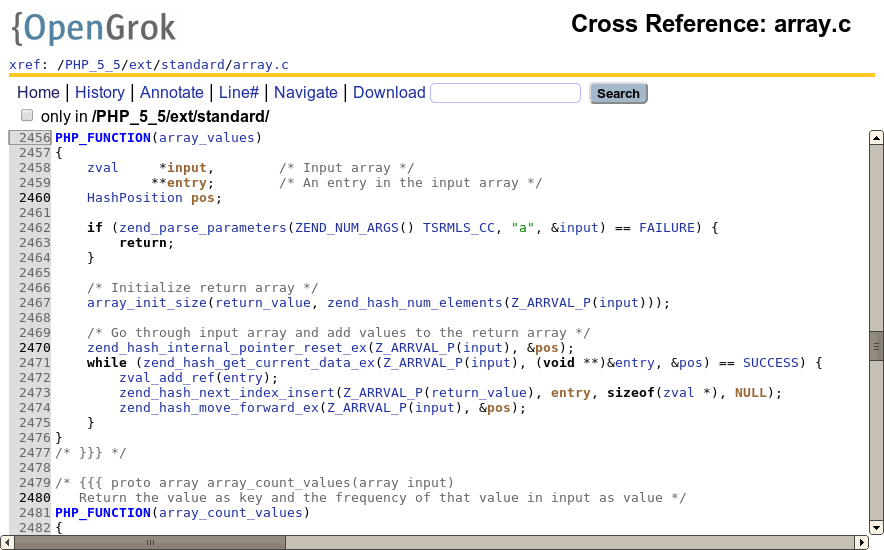 {OpenGrok
Cross Reference: array.c
xref: /PHP_5_5/ext/standard/array.c
Home | History | Annotate | Line# | Navigate | Download Search
only in /PHP_5_5/ext/standard/
2456 PHP_FUNCTION(array_values)
2457 {
2458     zval     *input,        /* Input array */
2459             **entry;        /* An entry in the input array */
2460     HashPosition pos;
2461
2462     if (zend_parse_parameters(ZEND_NUM_ARGS() TSRMLS_CC, "a", &input) == FAILURE) {
2463         return;
2464     }
2465
2466     /* Initialize return array */
2467     array_init_size(return_value, zend_hash_num_elements(Z_ARRVAL_P(input)));
2468
2469     /* Go through input array and add values to the return array */
2470     zend_hash_internal_pointer_reset_ex(Z_ARRVAL_P(input), &pos);
2471     while (zend_hash_get_current_data_ex(Z_ARRVAL_P(input), (void **)&entry, &pos) == SUCCESS) {
2472         zval_add_ref(entry);
2473         zend_hash_next_index_insert(Z_ARRVAL_P(return_value), entry, sizeof(zval *), NULL);
2474         zend_hash_move_forward_ex(Z_ARRVAL_P(input), &pos);
2475     }
2476 }
2477 /* }}} */
2478
2479 /* {{{ proto array array_count_values(array input)
2480    Return the value as key and the frequency of that value in input as value */
2481 PHP_FUNCTION(array_count_values)
2482 {